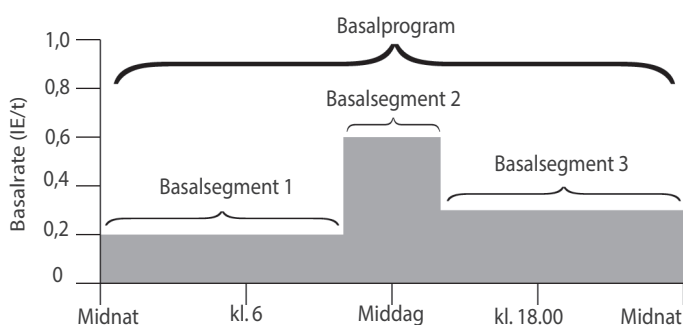 Basalprogram
1,0
0,8
Basalsegment 2
0,6
Basalsegment 3
0,4
Basalsegment 1
0,2
0
Basalrate (IE/t)
Midnat
kl. 6
Middag
kl. 18.00
Midnat